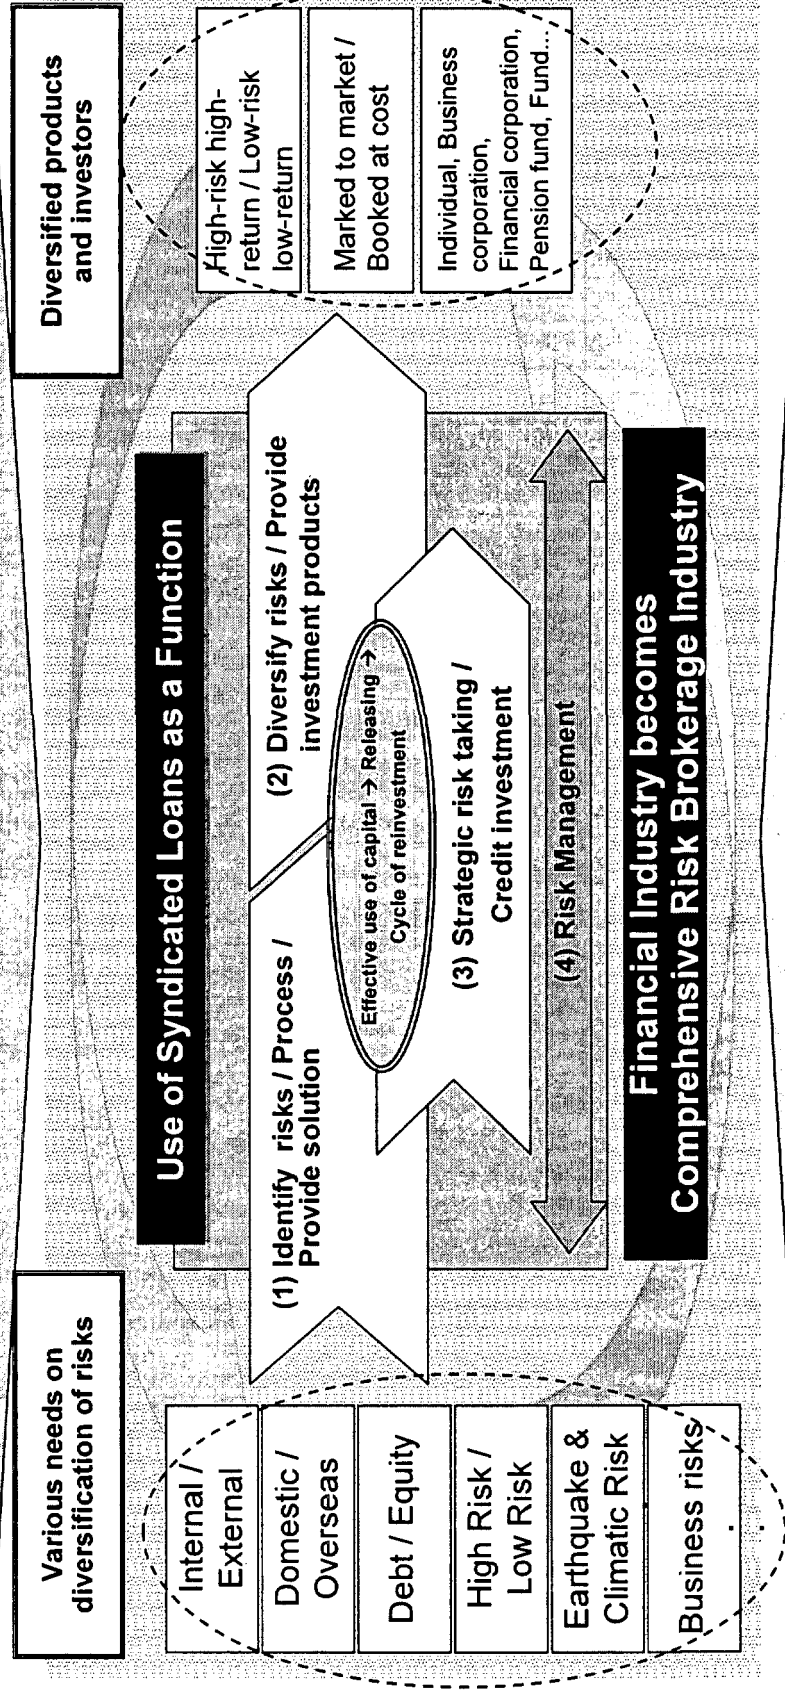 Various needs on
diversification of risks
Internal /
External
Domestic /
Overseas
Debt / Equity
High Risk /
Low Risk
Earthquake &
Climatic Risk
Business risks
Use of Syndicated Loans as a Function
(1) Identify risks / Process /
Provide solution
(2) Diversify risks / Provide
investment products
Effective use of capital → Releasing →
Cycle of reinvestment
(3) Strategic risk taking /
Credit investment
(4) Risk Management
Financial Industry becomes
Comprehensive Risk Brokerage Industry
Diversified products
and investors
High-risk high-
return / Low-risk
low-return
Marked to market /
Booked at cost
Individual, Business
corporation,
Financial corporation,
Pension fund, Fund...